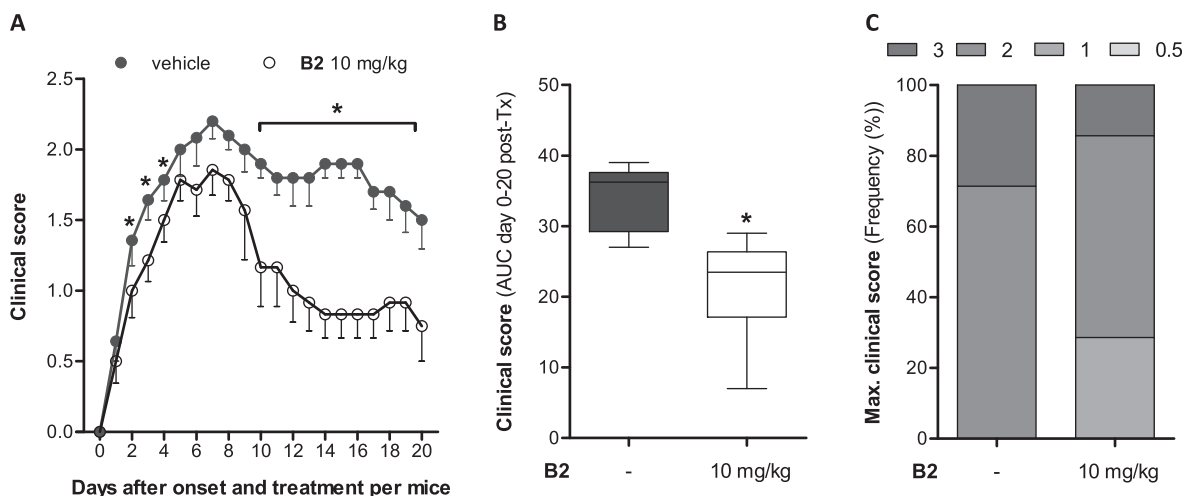 A
vehicle
B2 10 mg/kg
Clinical score
2.5
2.0
1.5
1.0
0.5
0.0
* * * *
0 2 4 6 8 10 12 14 16 18 20
Days after onset and treatment per mice
B
Clinical score (AUC day 0-20 post-Tx)
50
40
30
20
10
0
*
B2 - 10 mg/kg
C
3 2 1 0.5
Max. clinical score (Frequency (%))
100
80
60
40
20
0
B2 - 10 mg/kg